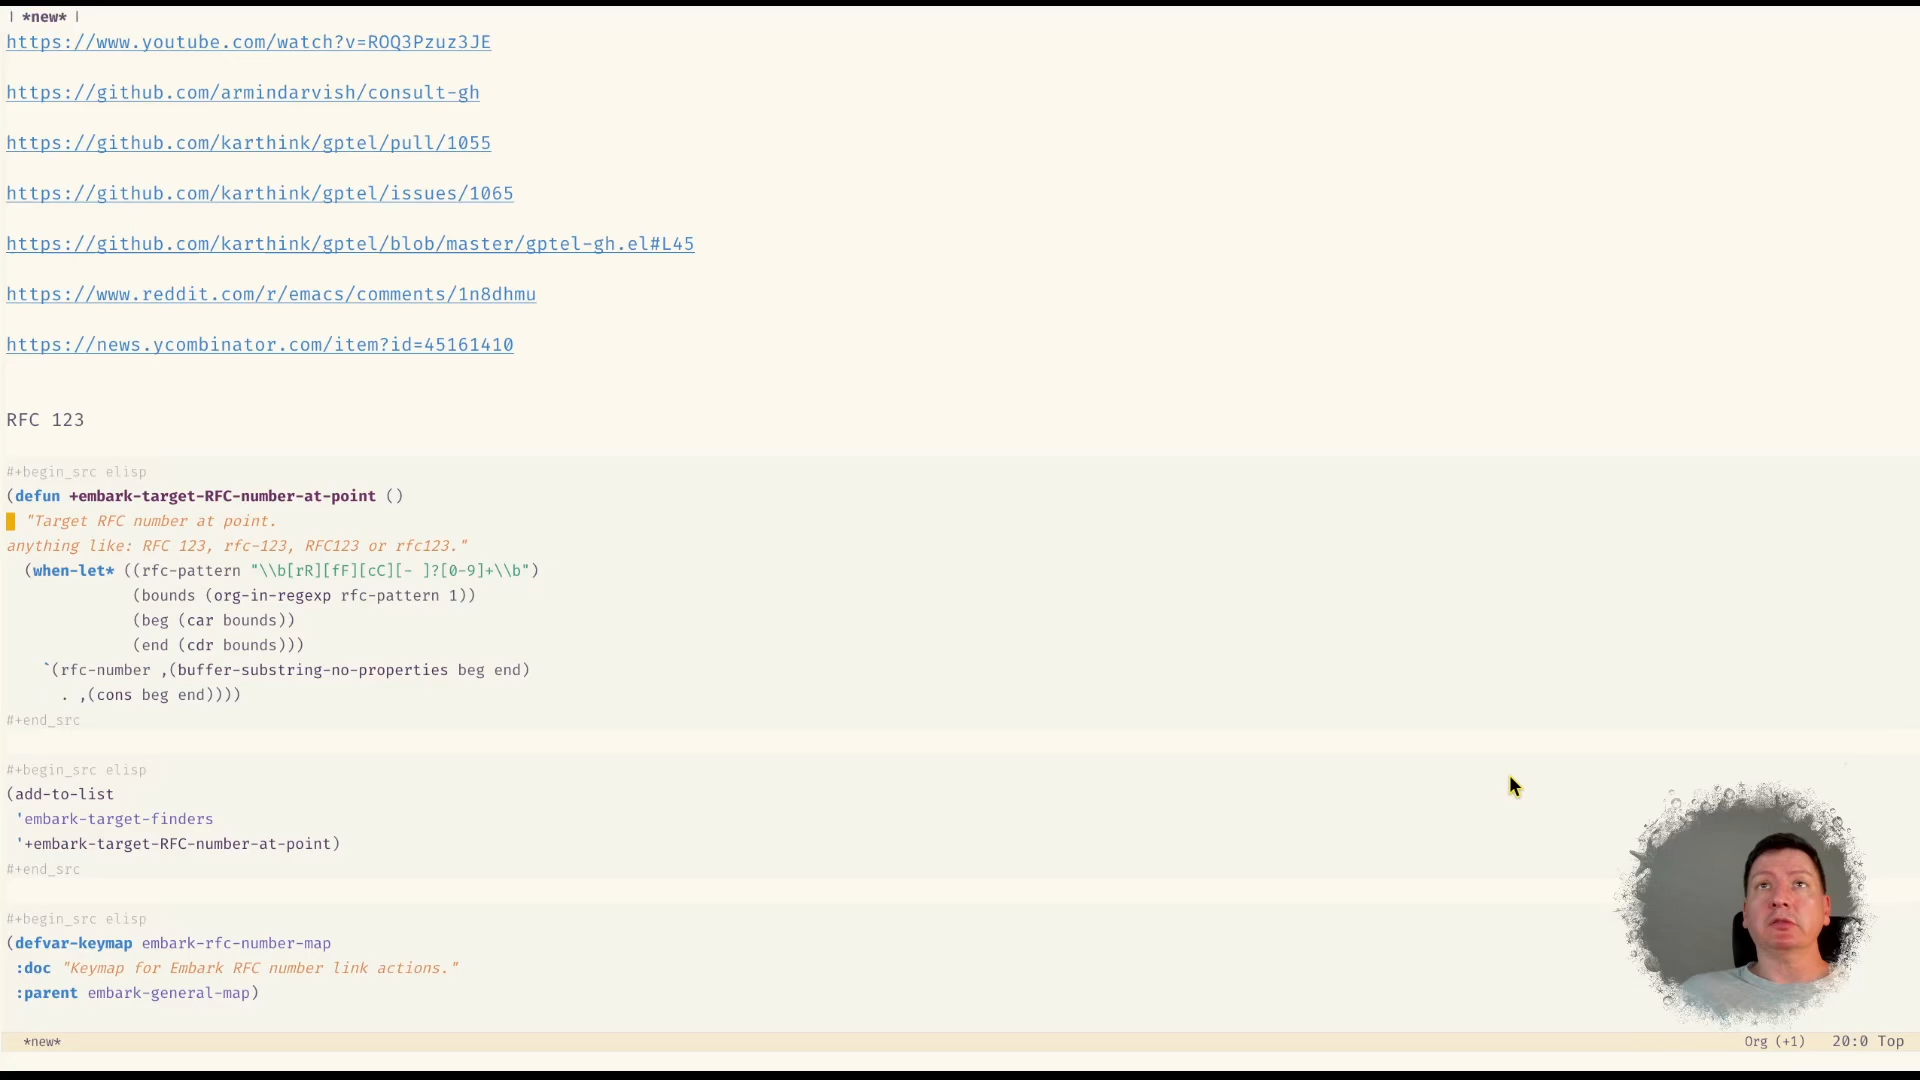 | *new* |
https://www.youtube.com/watch?v=ROQ3Pzuz3JE
https://github.com/armindarvish/consult-gh
https://github.com/karthink/gptel/pull/1055
https://github.com/karthink/gptel/issues/1065
https://github.com/karthink/gptel/blob/master/gptel-gh.el#L45
https://www.reddit.com/r/emacs/comments/1n8dhmu
https://news.ycombinator.com/item?id=45161410
RFC 123
#+begin_src elisp
(defun +embark-target-RFC-number-at-point ()
  "Target RFC number at point.
anything like: RFC 123, rfc-123, RFC123 or rfc123."
  (when-let* ((rfc-pattern "\\b[rR][fF][cC][- ]?[0-9]+\\b")
              (bounds (org-in-regexp rfc-pattern 1))
              (beg (car bounds))
              (end (cdr bounds)))
    `(rfc-number ,(buffer-substring-no-properties beg end)
      . ,(cons beg end))))
#+end_src
#+begin_src elisp
(add-to-list
 'embark-target-finders
 '+embark-target-RFC-number-at-point)
#+end_src
#+begin_src elisp
(defvar-keymap embark-rfc-number-map
 :doc "Keymap for Embark RFC number link actions."
 :parent embark-general-map)
*new* Org (+1) 20:0 Top